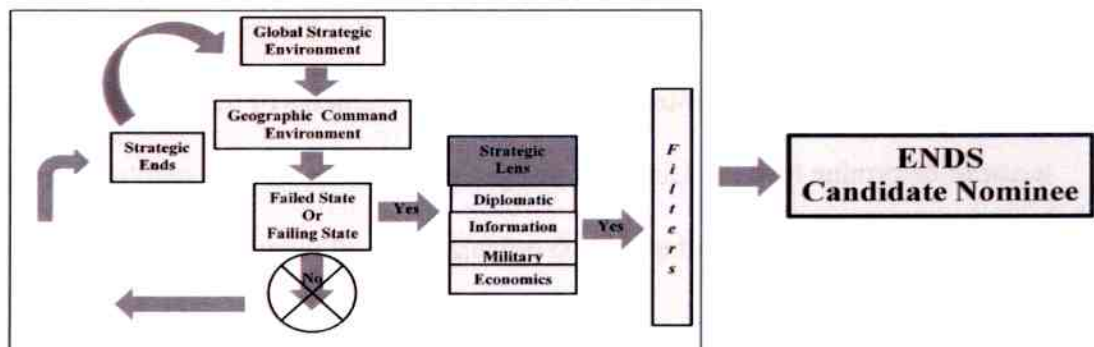 Global Strategic
Environment
Geographic Command
Environment
Strategic
Ends
Failed State
Or
Failing State
Yes
No
Strategic
Lens
Diplomatic
Information
Military
Economics
Yes
Filters
ENDS
Candidate Nominee